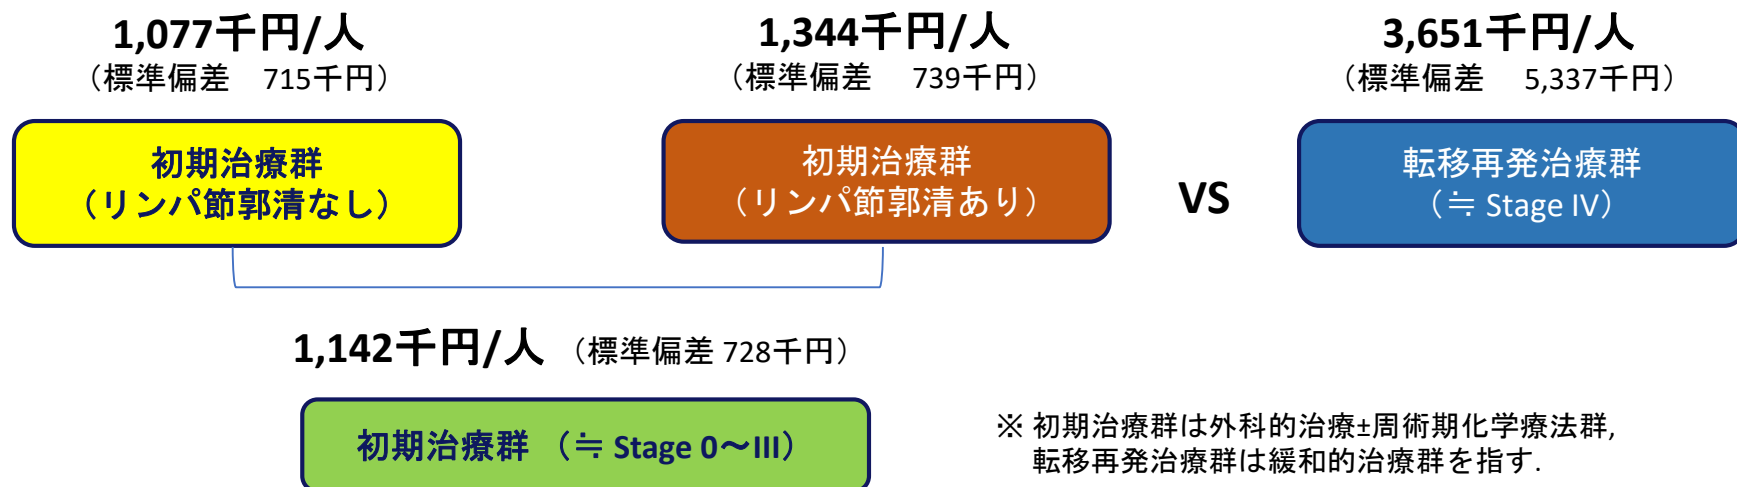 1,077千円/人
（標準偏差　715千円）
1,344千円/人
（標準偏差　739千円）
3,651千円/人
（標準偏差　5,337千円）
初期治療群
（リンパ節郭清なし）
初期治療群
（リンパ節郭清あり）
VS
転移再発治療群
（≒ Stage IV）
1,142千円/人 （標準偏差 728千円）
初期治療群 （≒ Stage 0〜III）
※ 初期治療群は外科的治療±周術期化学療法群,
転移再発治療群は緩和的治療群を指す.